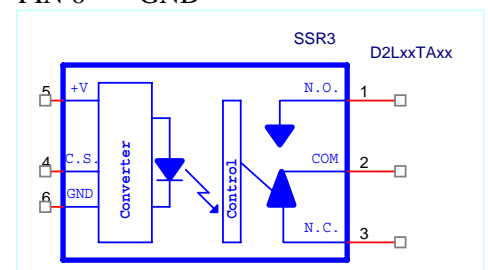 PIN 6 GND
SSR3
D2LxxTAxx
5 +V N.O. 1
4 C.S. COM 2
6 GND
N.C. 3
Converter
Control